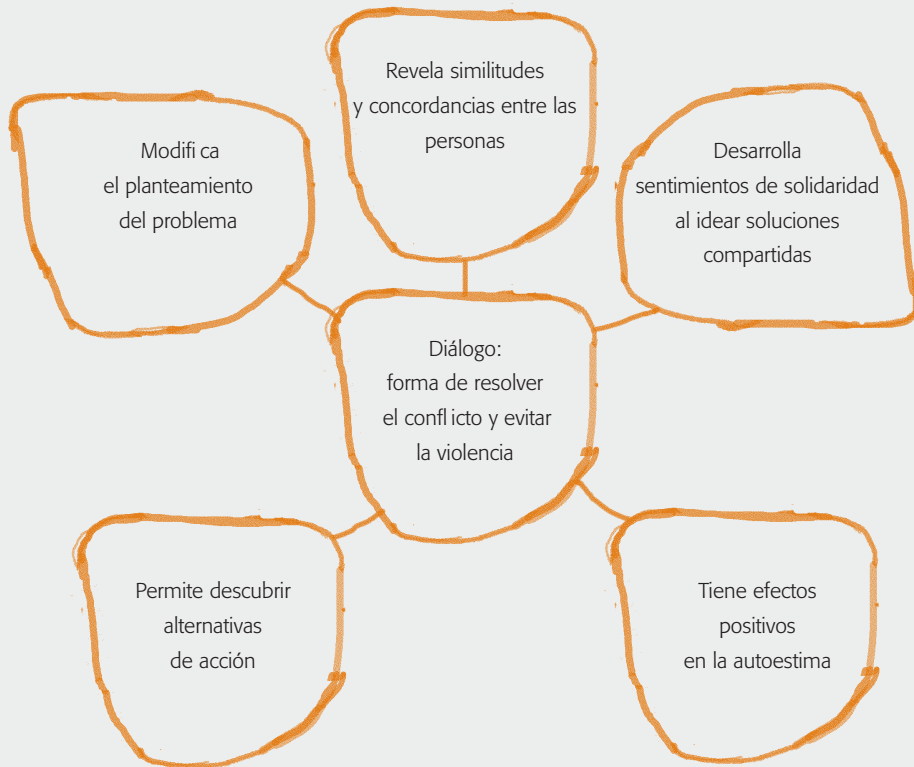 Revela similitudes
y concordancias entre las
personas
Modifi ca
el planteamiento
del problema
Desarrolla
sentimientos de solidaridad
al idear soluciones
compartidas
Diálogo:
forma de resolver
el confl icto y evitar
la violencia
Permite descubrir
alternativas
de acción
Tiene efectos
positivos
en la autoestima